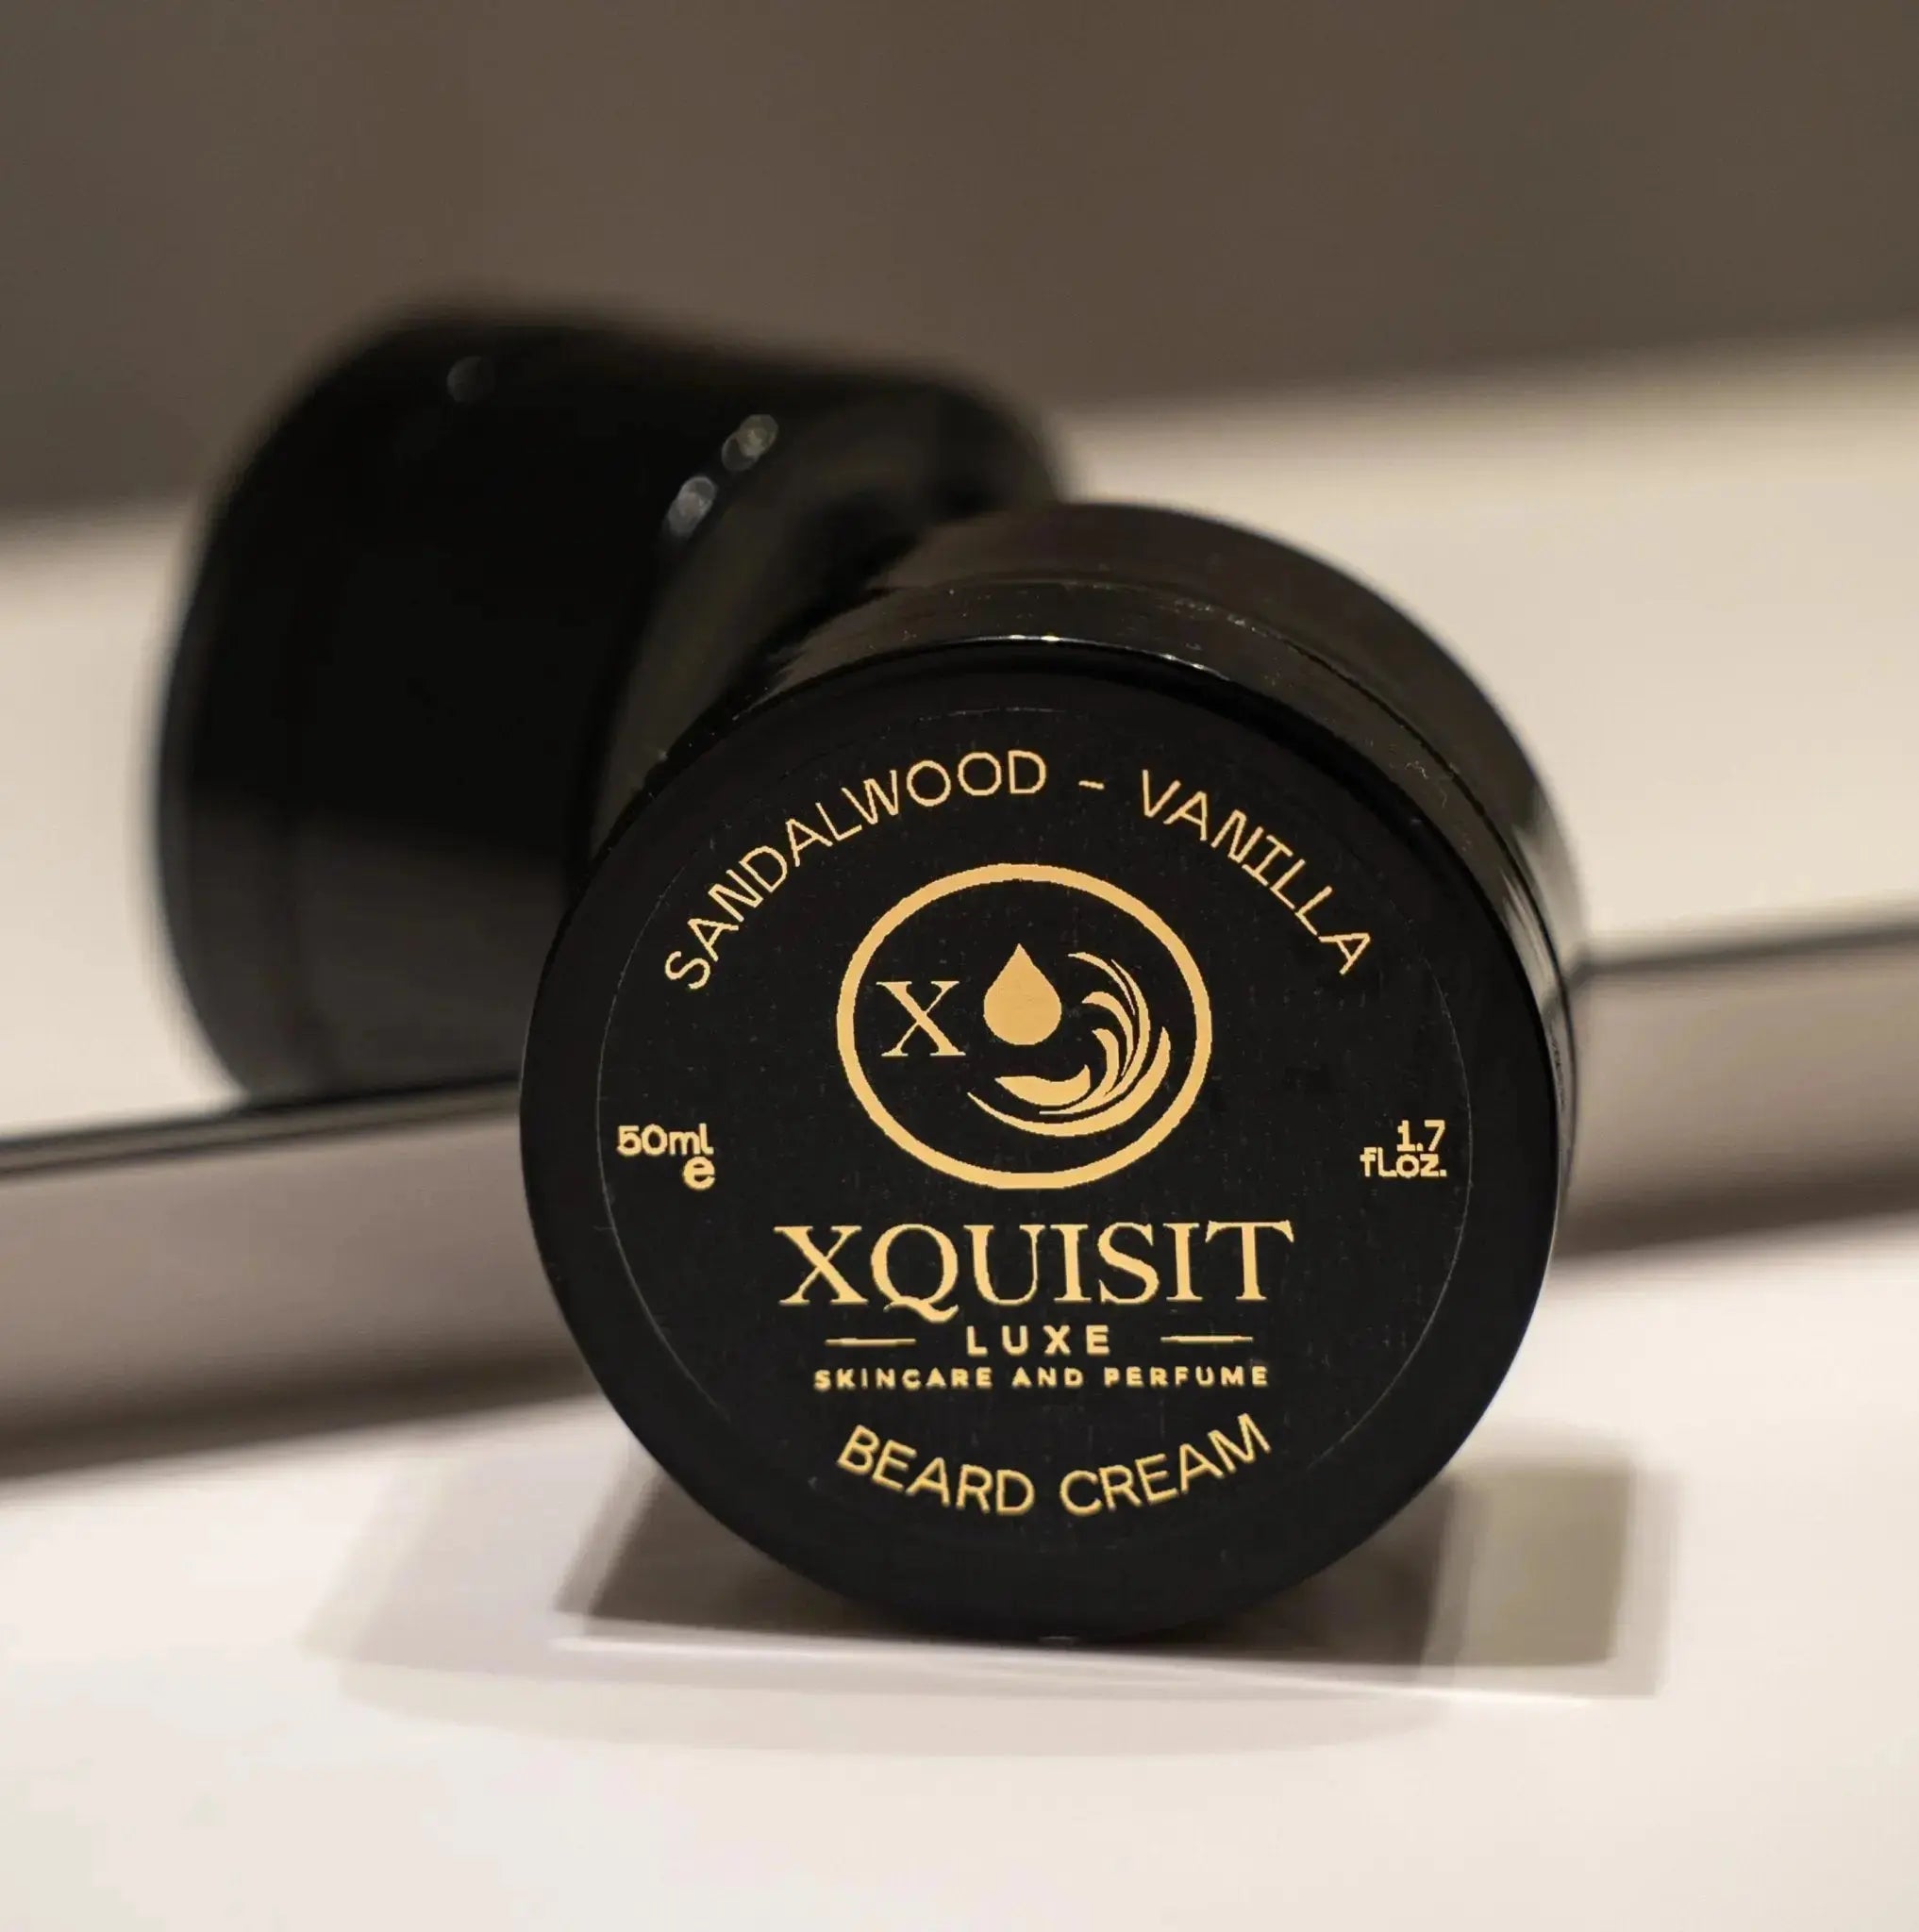 SANDALWOOD - VANILLA
X
50ml
e
1.7
fl.oz.
XQUISIT
LUXE
SKINCARE AND PERFUME
BEARD CREAM